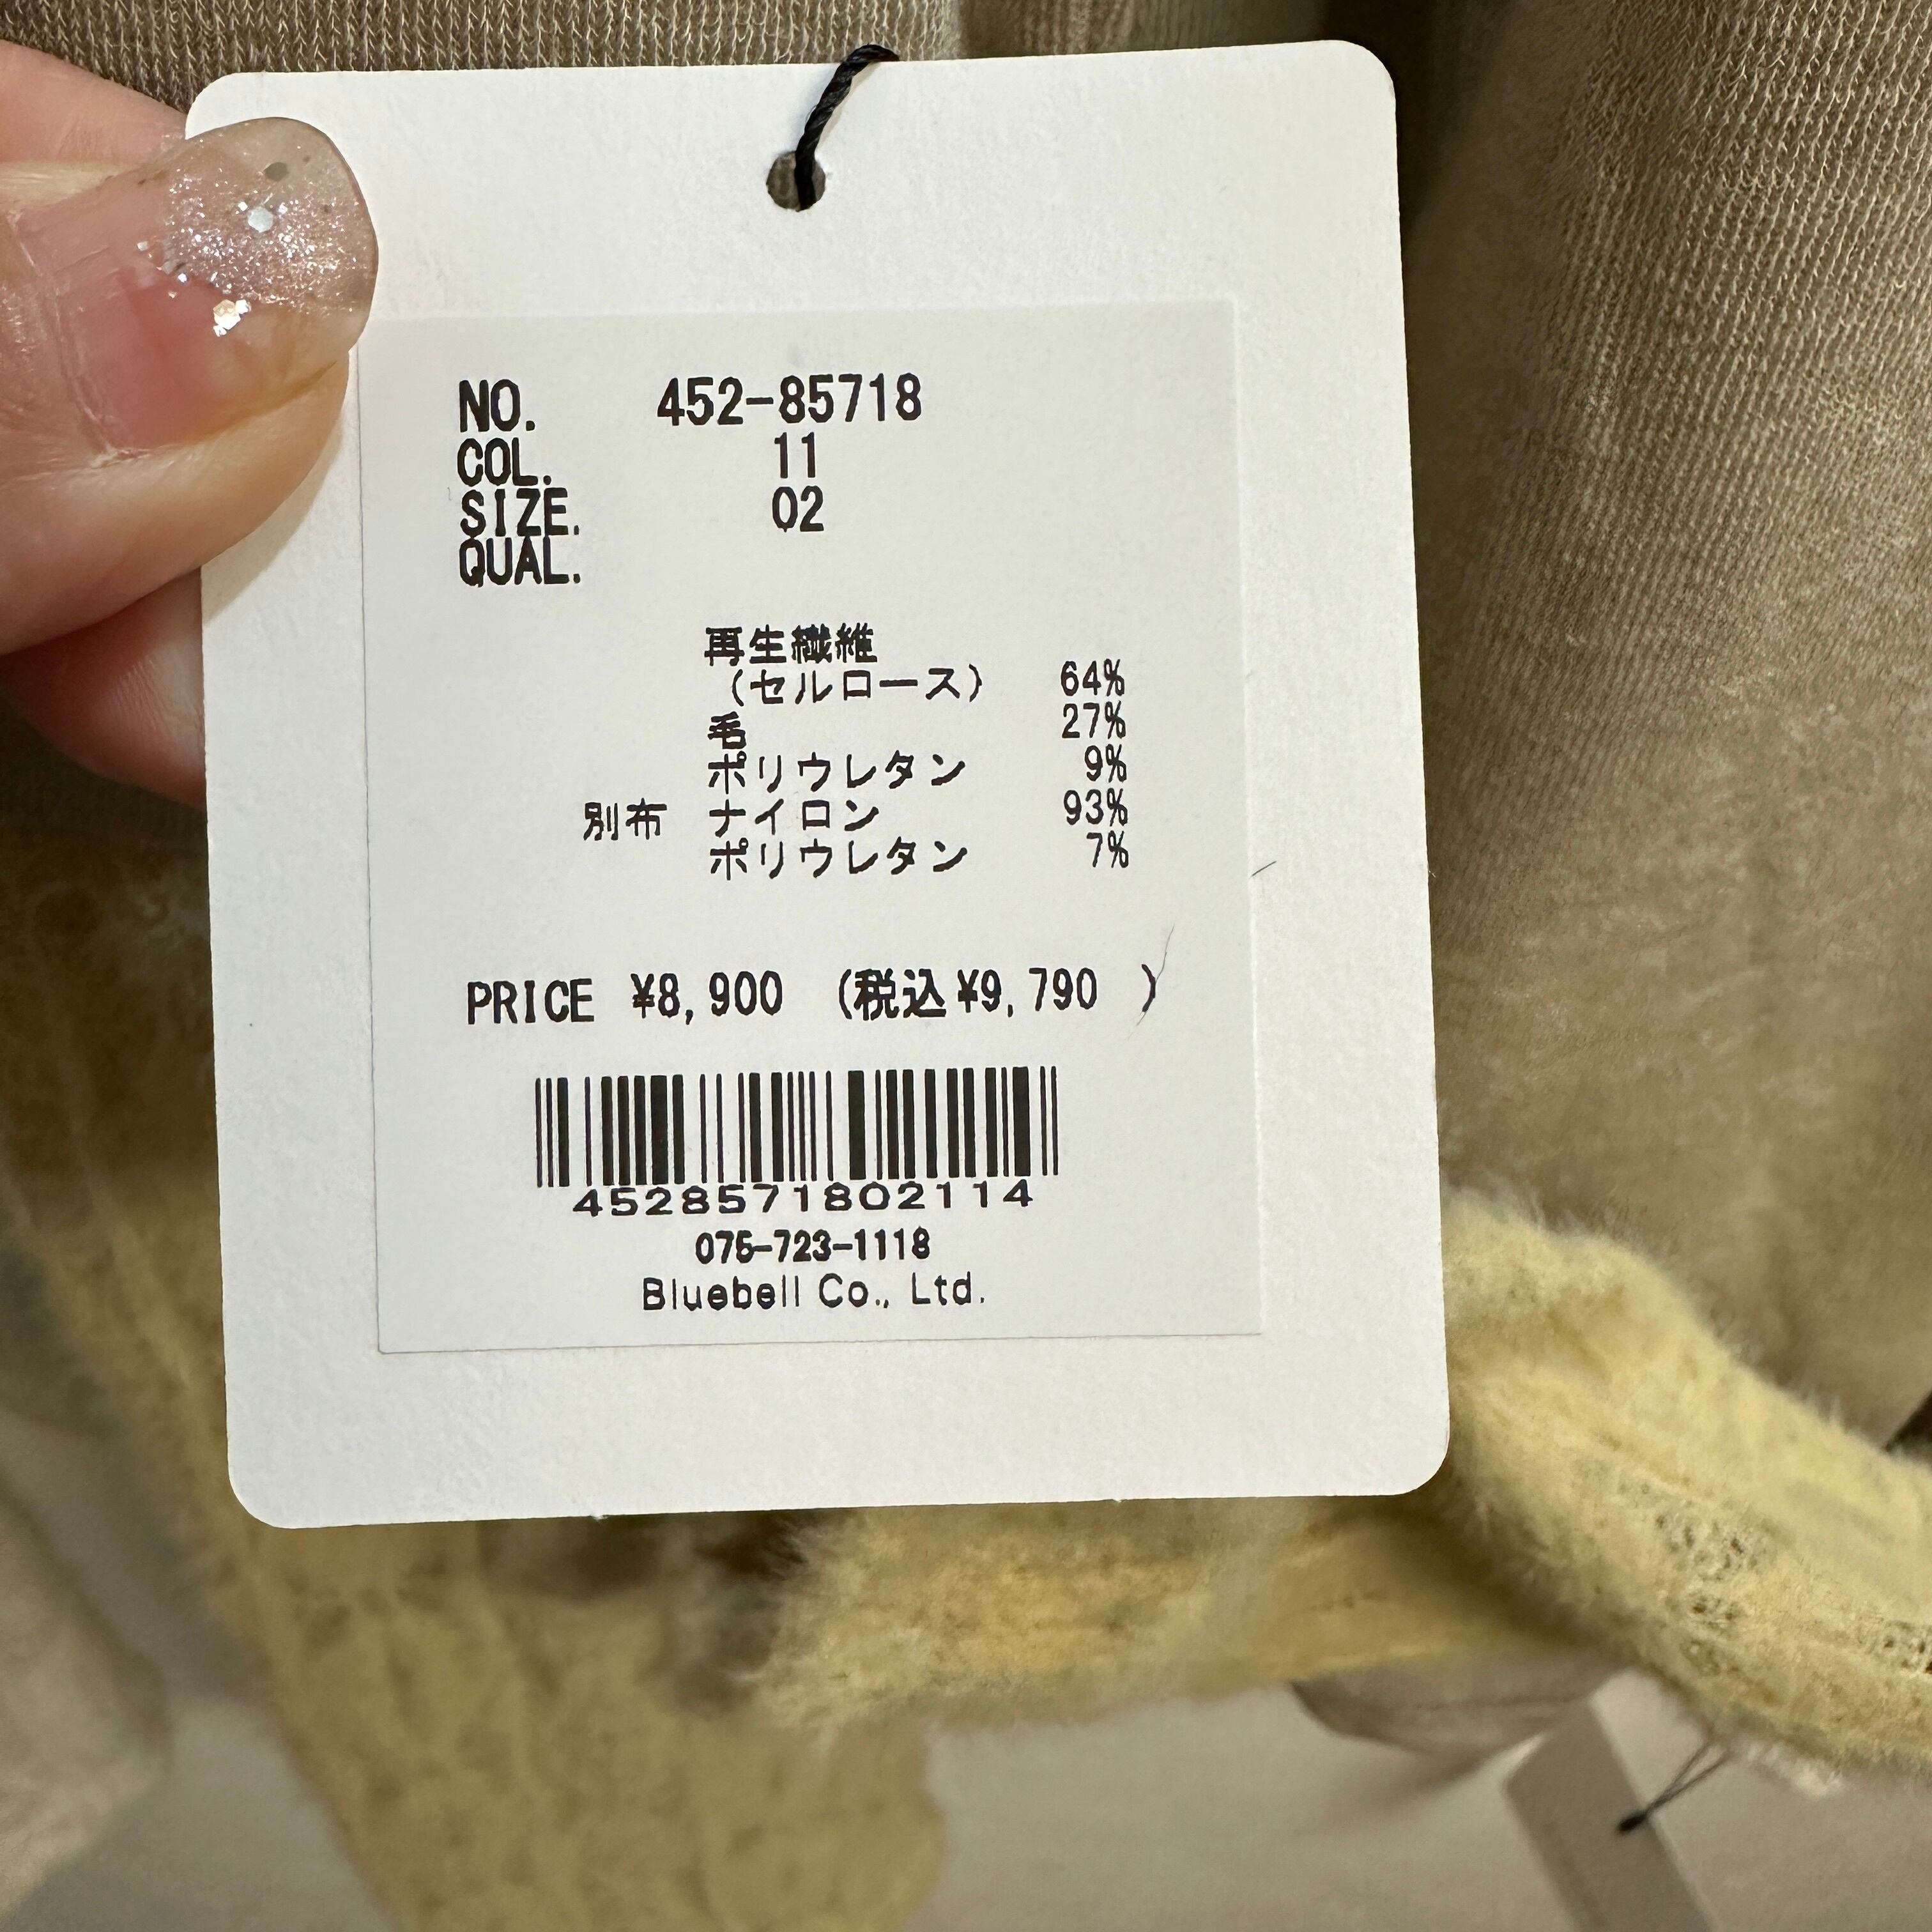 NO. 452-85718
COL. 11
SIZE. 02
QUAL.
再生繊維
(セルロース) 64%
毛 27%
ポリウレタン 9%
別布 ナイロン 93%
ポリウレタン 7%
PRICE ¥8,900 (税込¥9,790 )
4528571802114
075-723-1118
Bluebell Co., Ltd.